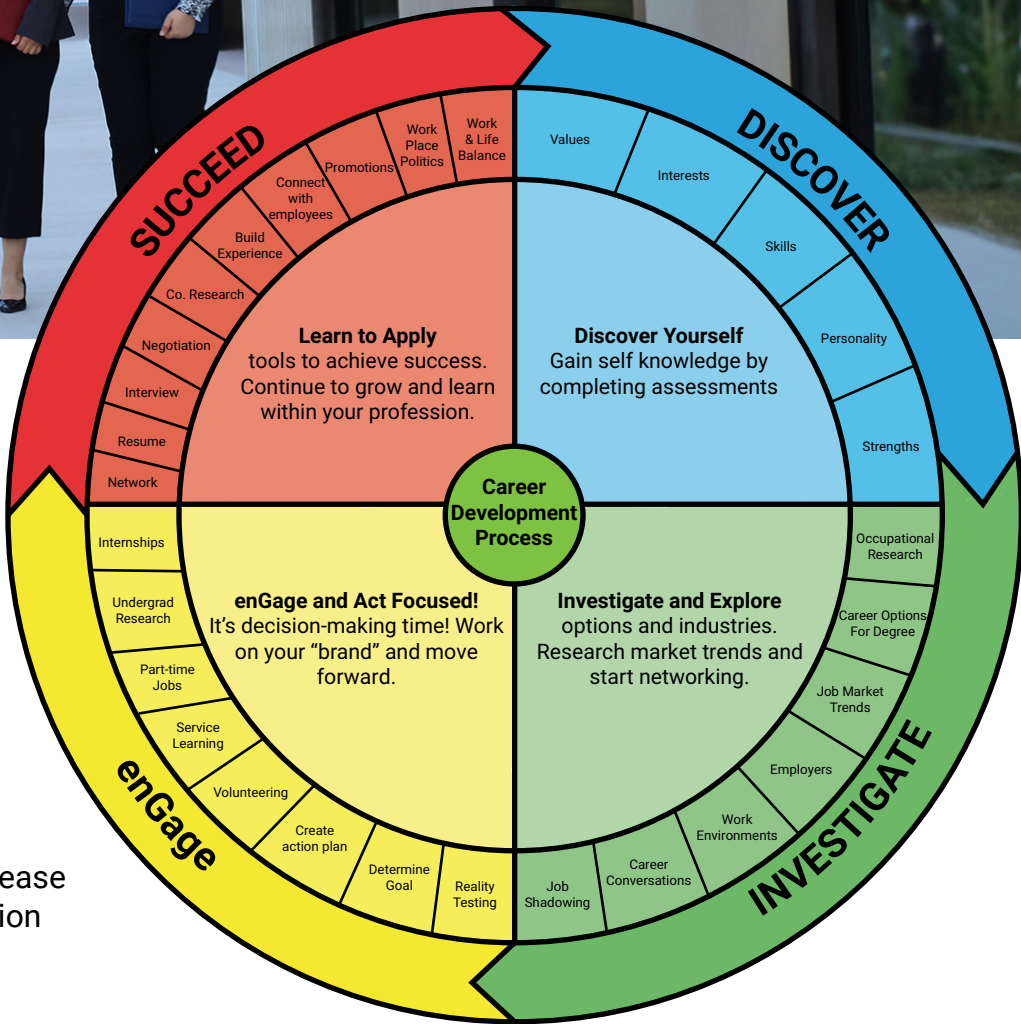 SUCCEED
DISCOVER
Work
& Life
Balance
Work
Place
Politics
Promotions
Connect
with
employees
Build
Experience
Co. Research
Negotiation
Interview
Resume
Network
Values
Interests
Skills
Personality
Strengths
Learn to Apply
tools to achieve success.
Continue to grow and learn
within your profession.
Discover Yourself
Gain self knowledge by
completing assessments
Career
Development
Process
enGage and Act Focused!
It’s decision-making time! Work
on your “brand” and move
forward.
Investigate and Explore
options and industries.
Research market trends and
start networking.
Internships
Undergrad
Research
Part-time
Jobs
Service
Learning
Volunteering
Create
action plan
Determine
Goal
Reality
Testing
Occupational
Research
Career Options
For Degree
Job Market
Trends
Employers
Work
Environments
Career
Conversations
Job
Shadowing
enGage
INVESTIGATE
ease
ion